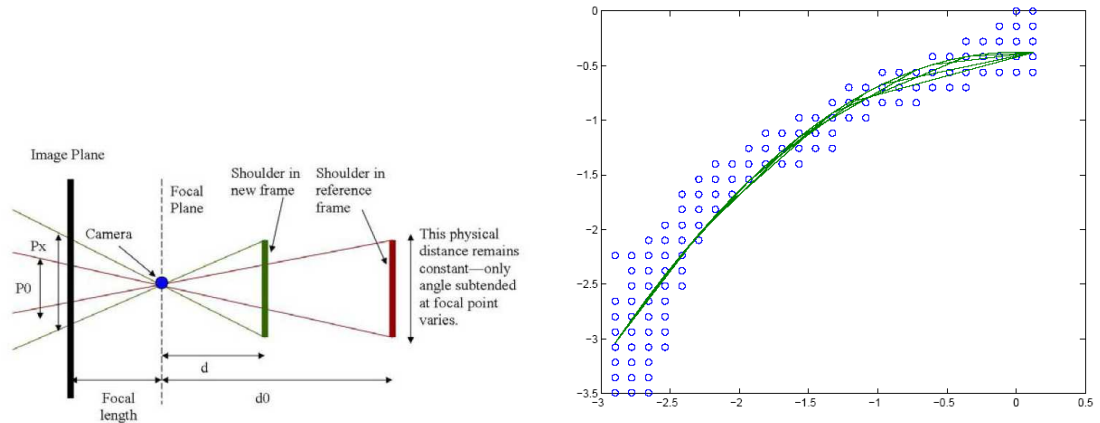 Image Plane
Focal
Plane
Camera
Shoulder in
new frame
Shoulder in
reference
frame
This physical
distance remains
constant—only
angle subtended
at focal point
varies.
Px
P0
d
Focal
length
d0
0
−0.5
−1
−1.5
−2
−2.5
−3
−3.5
−3
−2.5
−2
−1.5
−1
−0.5
0
0.5